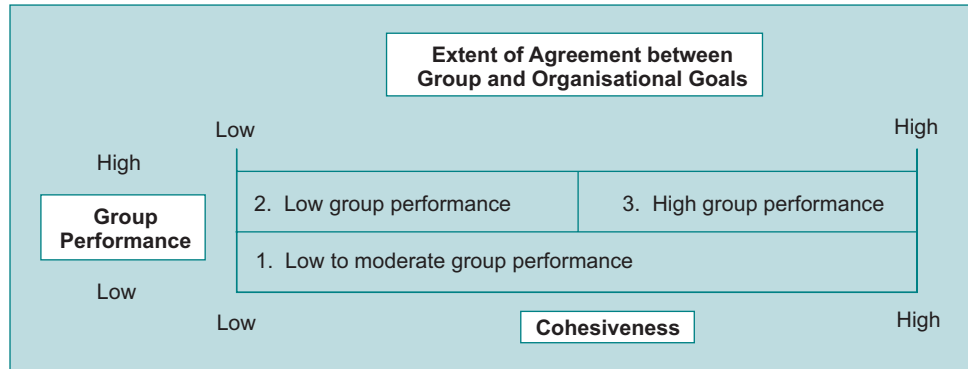 Extent of Agreement between
Group and Organisational Goals
Low
High
High
2. Low group performance
3. High group performance
Group
Performance
1. Low to moderate group performance
Low
Low
High
Cohesiveness